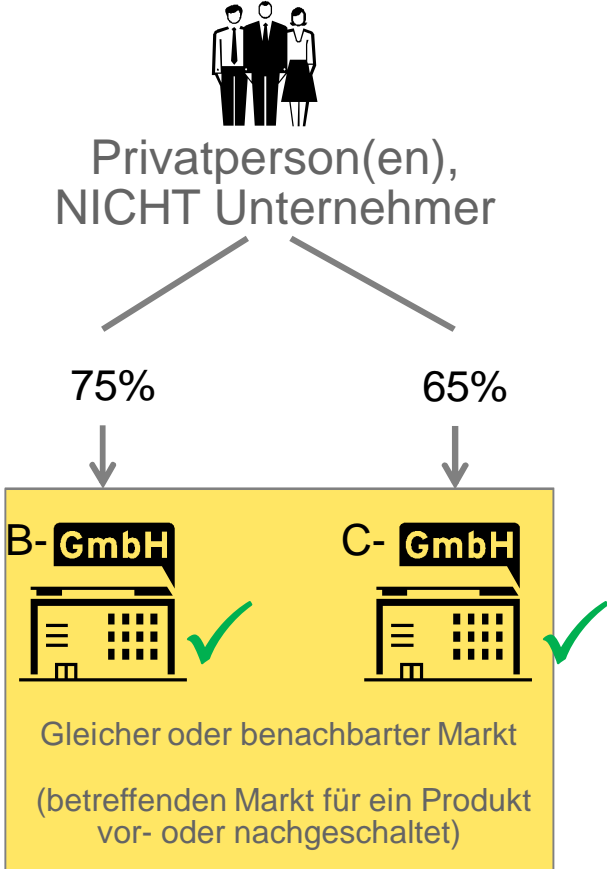 Privatperson(en),
NICHT Unternehmer
75%
65%
B- GmbH
C- GmbH
Gleicher oder benachbarter Markt
(betreffenden Markt für ein Produkt
vor- oder nachgeschaltet)